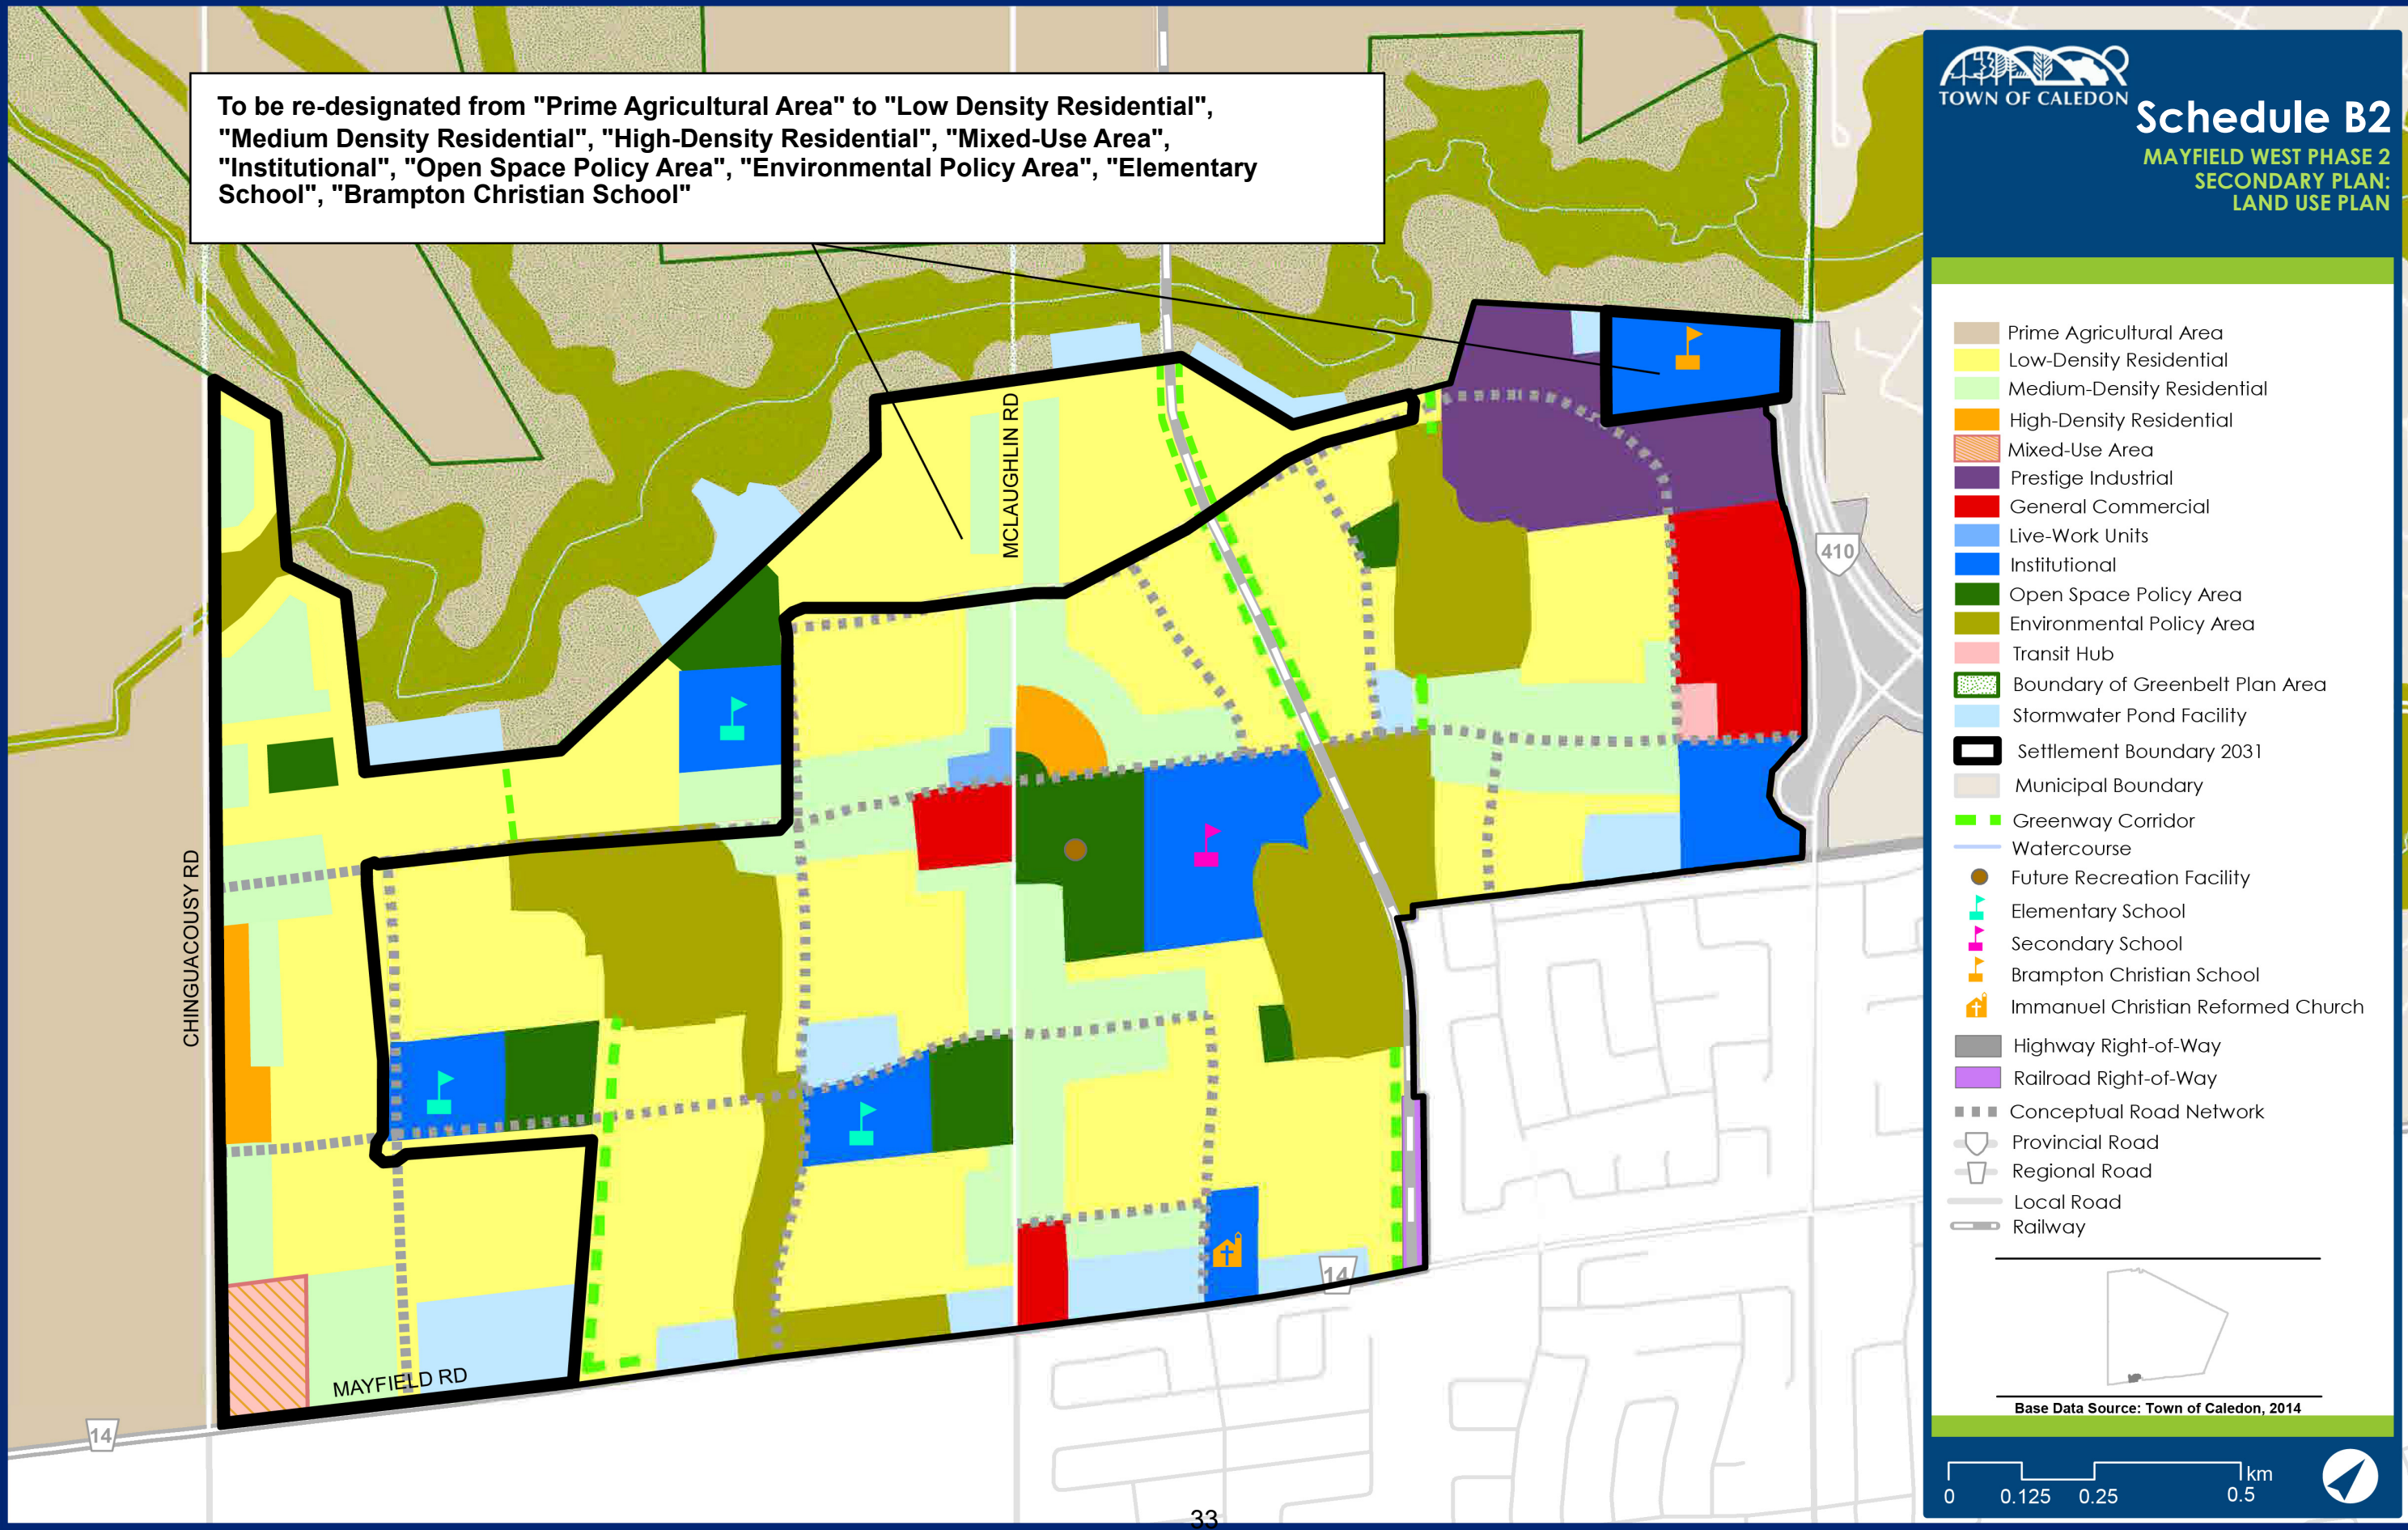 To be re-designated from "Prime Agricultural Area" to "Low Density Residential",
"Medium Density Residential", "High-Density Residential", "Mixed-Use Area",
"Institutional", "Open Space Policy Area", "Environmental Policy Area", "Elementary
School", "Brampton Christian School"
MCLAUGHLIN RD
CHINGUACOUSY RD
MAYFIELD RD
410
14
14
33
TOWN OF CALEDON
Schedule B2
MAYFIELD WEST PHASE 2
SECONDARY PLAN:
LAND USE PLAN
Prime Agricultural Area
Low-Density Residential
Medium-Density Residential
High-Density Residential
Mixed-Use Area
Prestige Industrial
General Commercial
Live-Work Units
Institutional
Open Space Policy Area
Environmental Policy Area
Transit Hub
Boundary of Greenbelt Plan Area
Stormwater Pond Facility
Settlement Boundary 2031
Municipal Boundary
Greenway Corridor
Watercourse
Future Recreation Facility
Elementary School
Secondary School
Brampton Christian School
Immanuel Christian Reformed Church
Highway Right-of-Way
Railroad Right-of-Way
Conceptual Road Network
Provincial Road
Regional Road
Local Road
Railway
Base Data Source: Town of Caledon, 2014
km
0 0.125 0.25 0.5